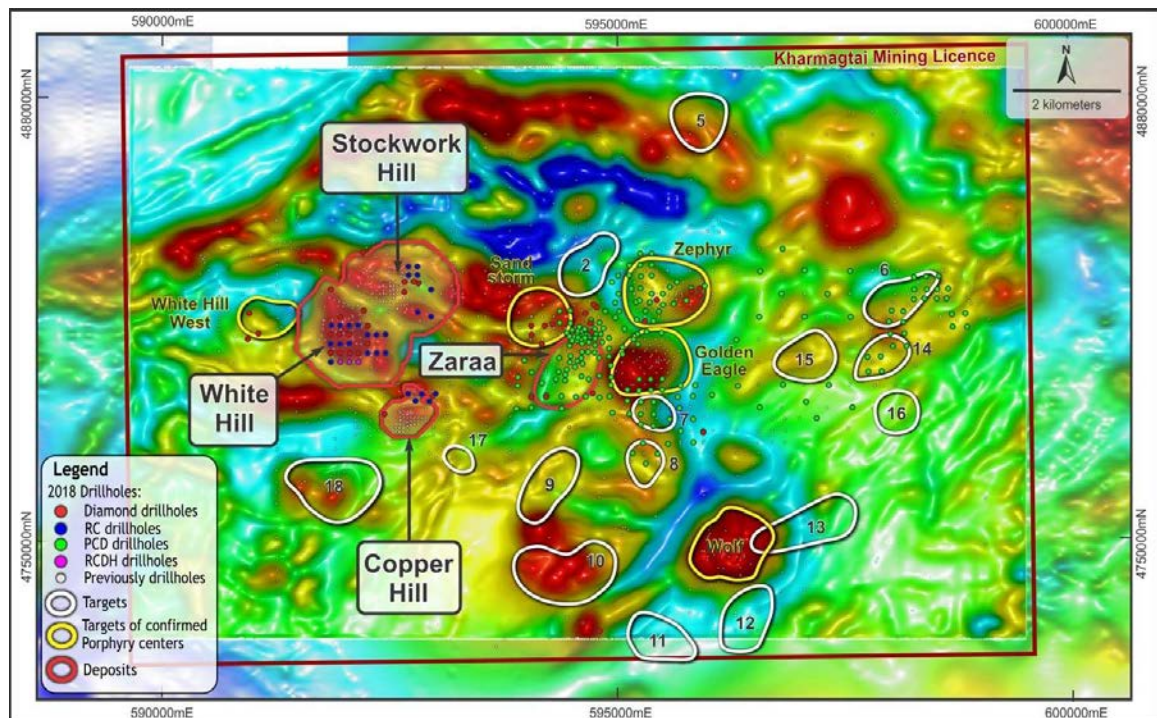 590000mE
595000mE
600000mE
Kharmagtai Mining Licence
N
2 kilometers
4880000mN
4880000mN
Stockwork
Hill
5
2
Zephyr
Sand
storm
6
White Hill
West
Zaraa
Golden
Eagle
15
14
White
Hill
7
16
17
8
18
9
13
Wolf
10
Copper
Hill
12
11
4750000mN
4750000mN
Legend
2018 Drillholes:
Diamond drillholes
RC drillholes
PCD drillholes
RCDH drillholes
Previously drillholes
Targets
Targets of confirmed
Porphyry centers
Deposits
590000mE
595000mE
600000mE